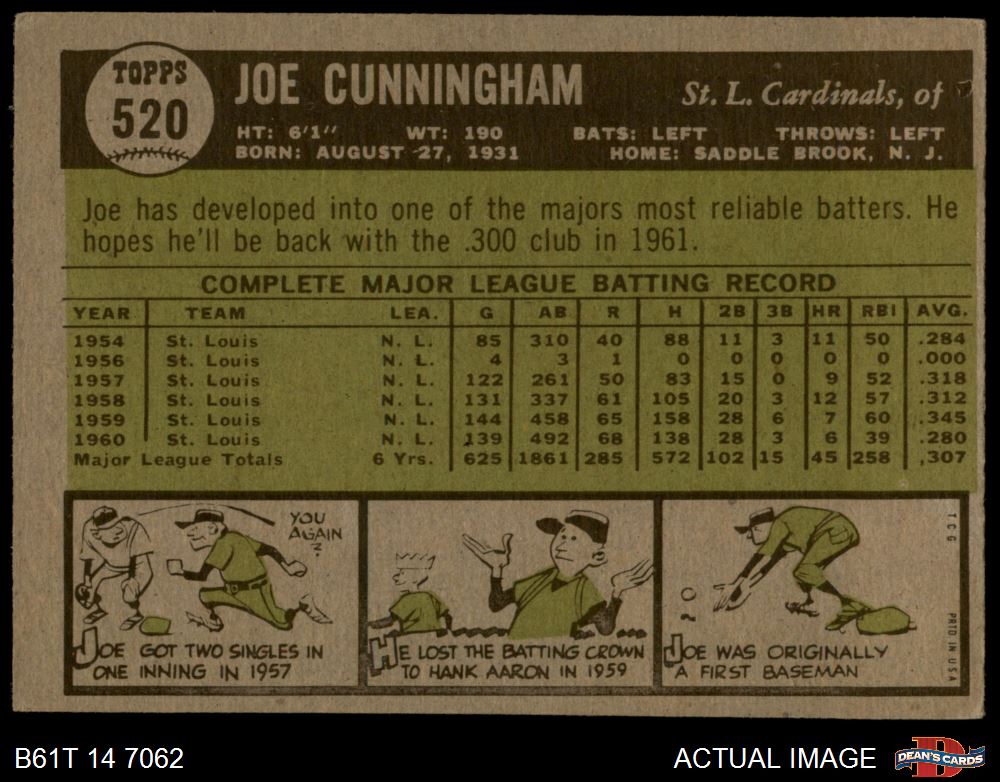 TOPPS
520
JOE CUNNINGHAM
St. L. Cardinals, of
HT: 6'1" WT: 190 BATS: LEFT THROWS: LEFT
BORN: AUGUST 27, 1931 HOME: SADDLE BROOK, N. J.
Joe has developed into one of the majors most reliable batters. He
hopes he'll be back with the .300 club in 1961.
COMPLETE MAJOR LEAGUE BATTING RECORD
YEAR TEAM LEA. G AB R H 2B 3B HR RBI AVG.
1954 St. Louis N. L. 85 310 40 88 11 3 11 50 .284
1956 St. Louis N. L. 4 3 1 0 0 0 0 0 .000
1957 St. Louis N. L. 122 261 50 83 15 0 9 52 .318
1958 St. Louis N. L. 131 337 61 105 20 3 12 57 .312
1959 St. Louis N. L. 144 458 65 158 28 6 7 60 .345
1960 St. Louis N. L. 139 492 68 138 28 3 6 39 .280
Major League Totals 6 Yrs. 625 1861 285 572 102 15 45 258 .307
YOU
AGAIN
?
JOE GOT TWO SINGLES IN
ONE INNING IN 1957
HE LOST THE BATTING CROWN
TO HANK AARON IN 1959
JOE WAS ORIGINALLY
A FIRST BASEMAN
T.C.G.
PRTD. IN U.S.A.
B61T 14 7062
ACTUAL IMAGE
D
DEAN'S CARDS